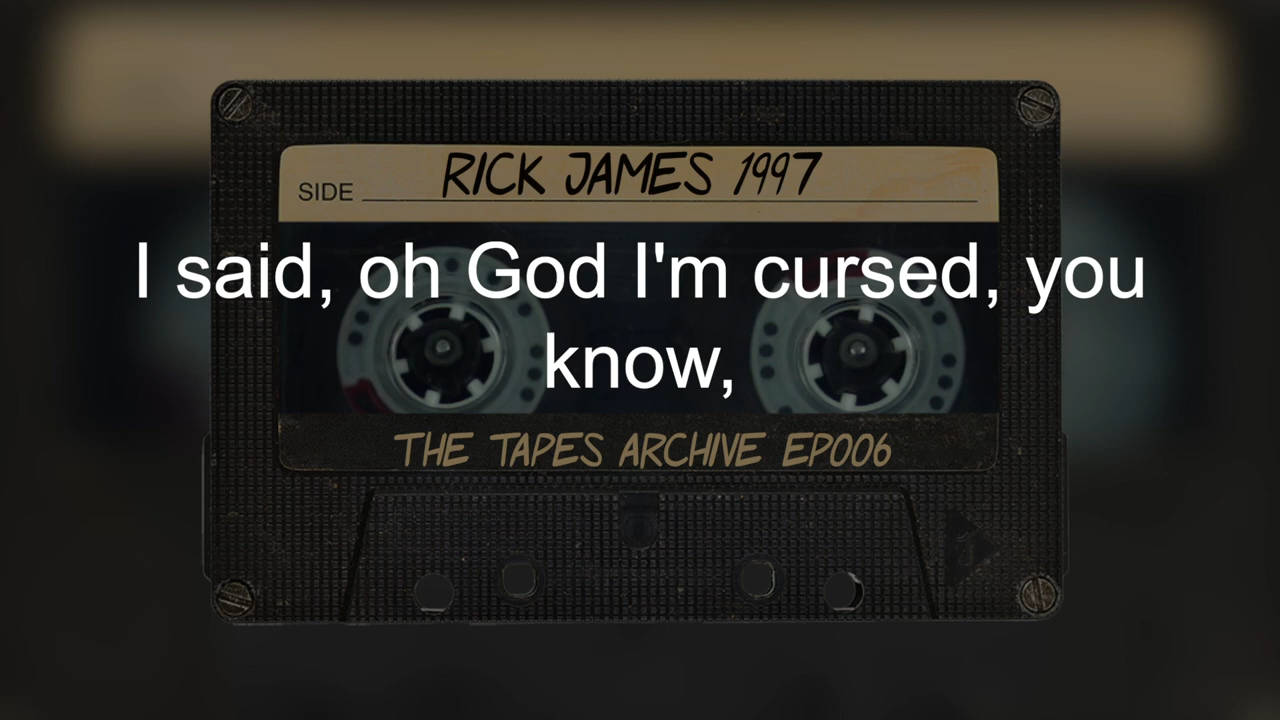 RICK JAMES 1997
SIDE
I said, oh God I'm cursed, you
know,
THE TAPES ARCHIVE EP006